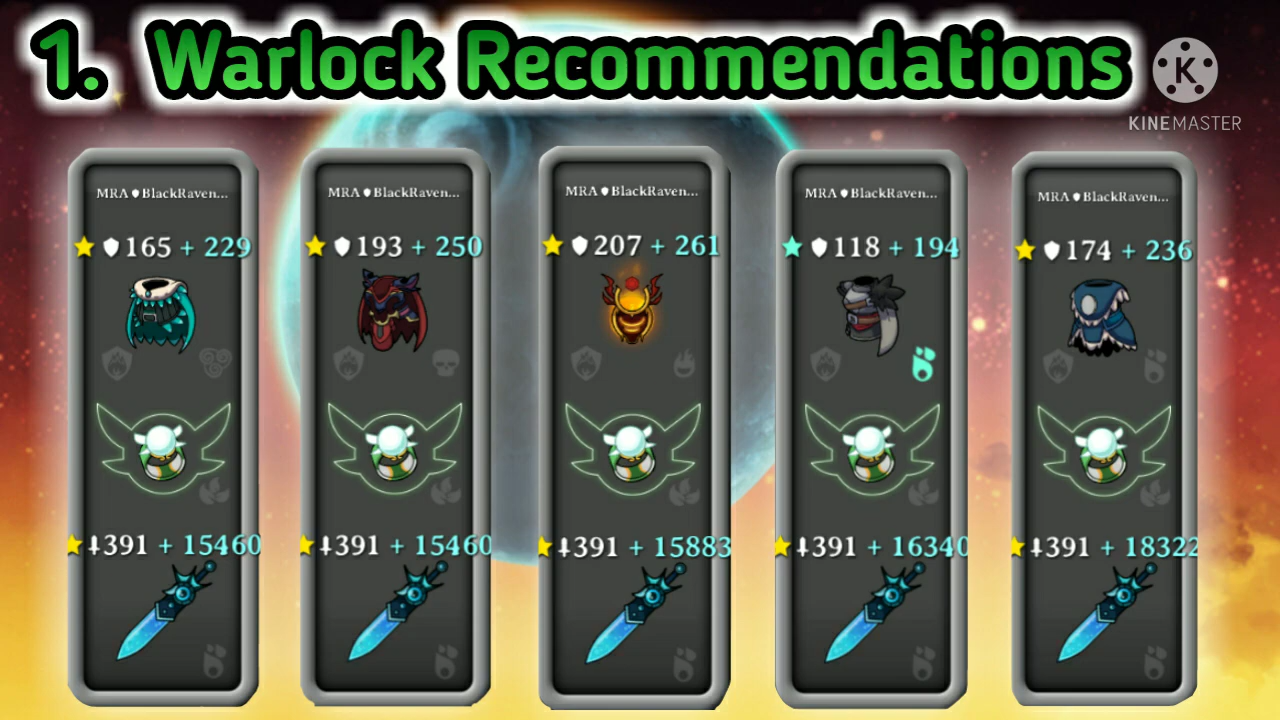 1. Warlock Recommendations
K
KINEMASTER
MRA BlackRaven...
165 + 229
391 + 15460
MRA BlackRaven...
193 + 250
391 + 15460
MRA BlackRaven...
207 + 261
391 + 15883
MRA BlackRaven...
118 + 194
391 + 16340
MRA BlackRaven...
174 + 236
391 + 18322